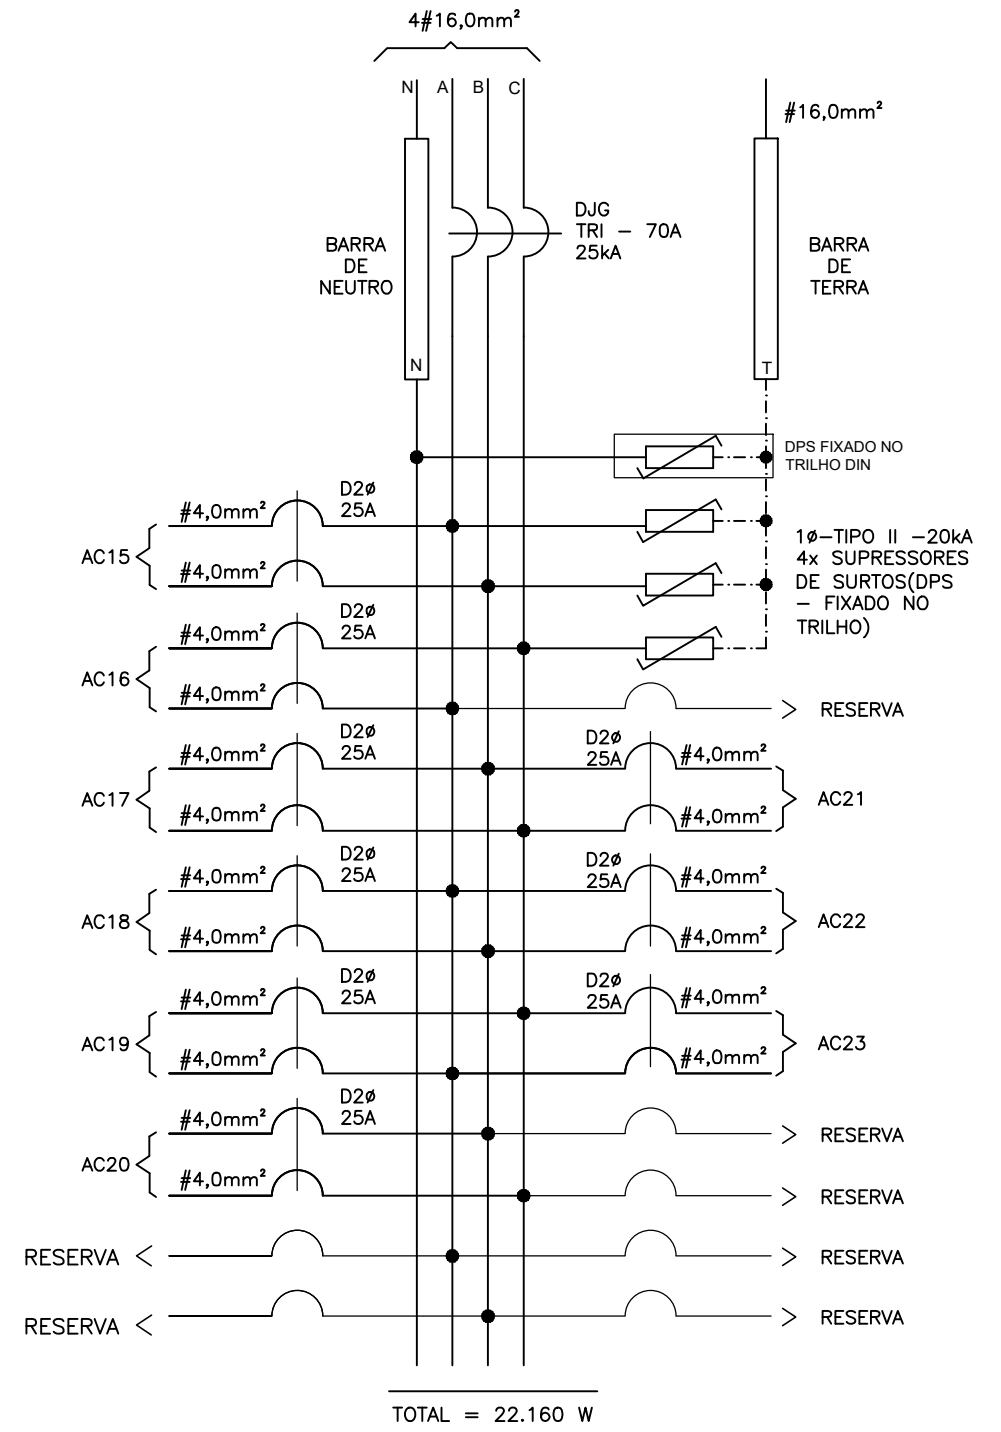 4#16,0mm²
N A B C
#16,0mm²
DJG
TRI - 70A
25kA
BARRA
DE
NEUTRO
BARRA
DE
TERRA
N
T
DPS FIXADO NO
TRILHO DIN
D2ø
25A
#4,0mm²
AC15
#4,0mm²
1ø-TIPO II -20kA
4x SUPRESSORES
DE SURTOS(DPS
- FIXADO NO
TRILHO)
D2ø
25A
#4,0mm²
AC16
#4,0mm²
RESERVA
D2ø
25A
#4,0mm²
AC17
#4,0mm²
D2ø
25A
#4,0mm²
AC21
#4,0mm²
D2ø
25A
#4,0mm²
AC18
#4,0mm²
D2ø
25A
#4,0mm²
AC22
#4,0mm²
D2ø
25A
#4,0mm²
AC19
#4,0mm²
D2ø
25A
#4,0mm²
AC23
#4,0mm²
D2ø
25A
#4,0mm²
AC20
#4,0mm²
RESERVA
RESERVA
RESERVA
RESERVA
RESERVA
RESERVA
TOTAL = 22.160 W